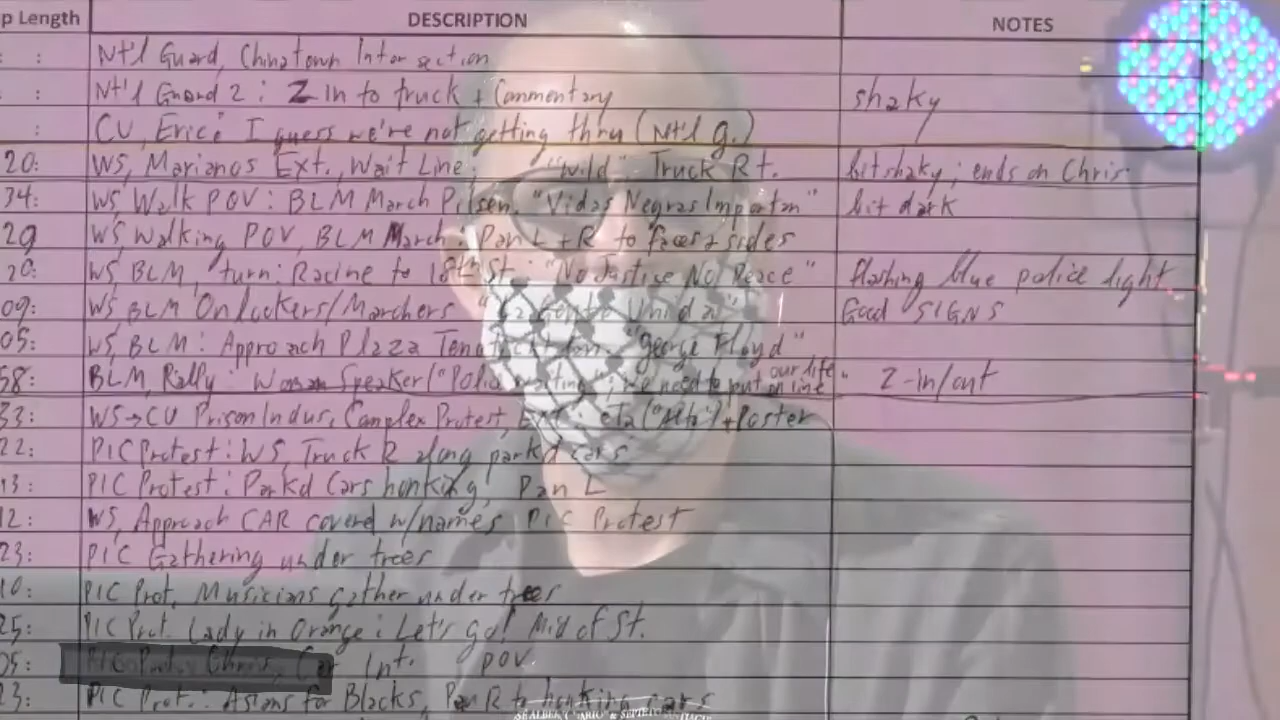 p Length DESCRIPTION NOTES
: : Nt'l Guard, Chinatown Intersection
: : Nt'l Guard 2: Z in to truck + Commentary shaky
: CU, Eric: I guess we're not getting thru (Nt'l g.)
20: WS, Marianos Ext., Wait Line; "wild", Truck Rt. bit shaky; ends on Chris
34: WS, Walk POV: BLM March Pilsen. "Vidas Negras Importan" bit dark
29 WS, Walking POV, BLM March. Pan L + R to faces + sides
20: WS, BLM, turn: Racine to 18th St.: "No Justice No Peace" flashing blue police light
09: WS BLM Onlookers/Marchers " Gente Unida" Good SIGNS
05: WS, BLM: Approach Plaza "George Floyd"
58: BLM, Rally: Woman Speaker ("Police "; we need to put our life on line" Z-in/out
33: WS→CU Prison Indus. Complex Protest, + Poster
22: PIC Protest: WS, Truck R along parkd cars
13: PIC Protest: Parkd Cars honking, Pan L
12: WS, Approach CAR covered w/names PIC Protest
23: PIC Gathering under trees
10: PIC Prot. Musicians gather under trees
25: PIC Prot. Lady in Orange: Let's go! Mid of St.
05: Car Int. POV.
23: PIC Prot.: Asians for Blacks, Pan R to honking cars